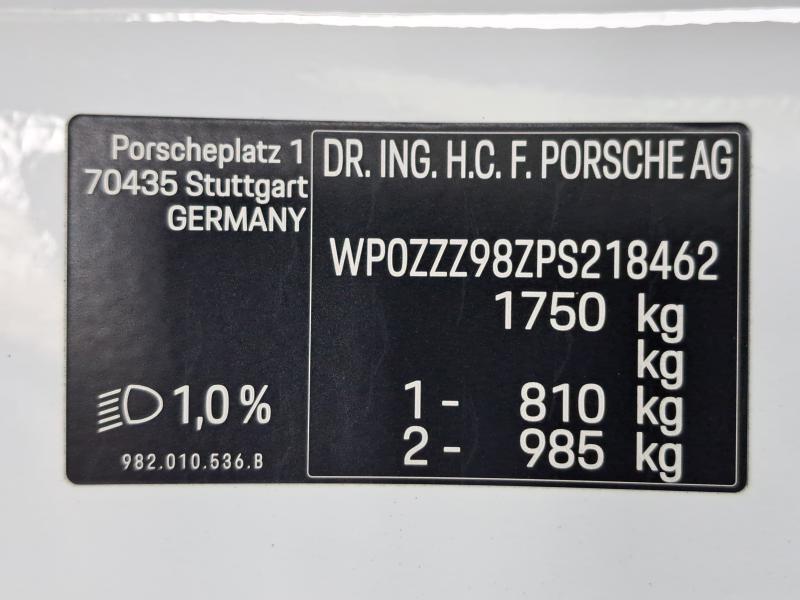 Porscheplatz 1
70435 Stuttgart
GERMANY
DR. ING. H.C. F. PORSCHE AG
WP0ZZZ98ZPS218462
1750 kg
kg
1 - 810 kg
2 - 985 kg
1,0 %
982.010.536.B